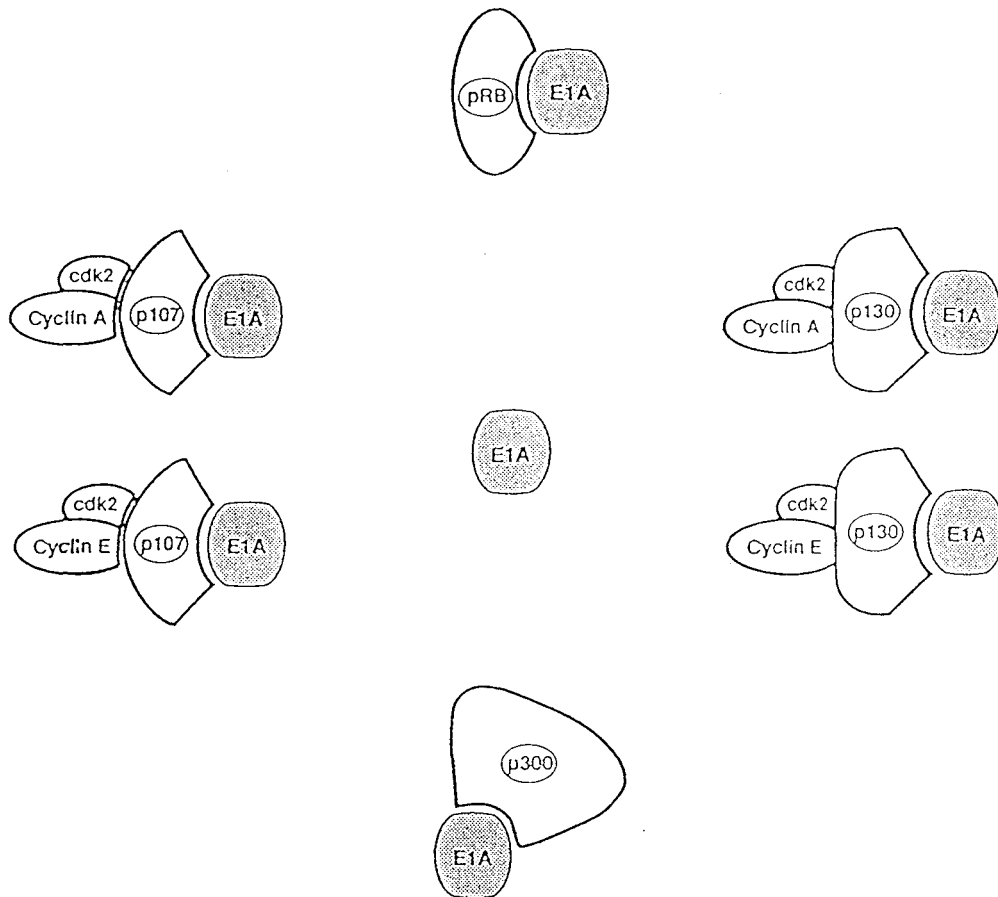 pRB
E1A
cdk2
Cyclin A
p107
E1A
cdk2
Cyclin A
p130
E1A
E1A
cdk2
Cyclin E
p107
E1A
cdk2
Cyclin E
p130
E1A
p300
E1A